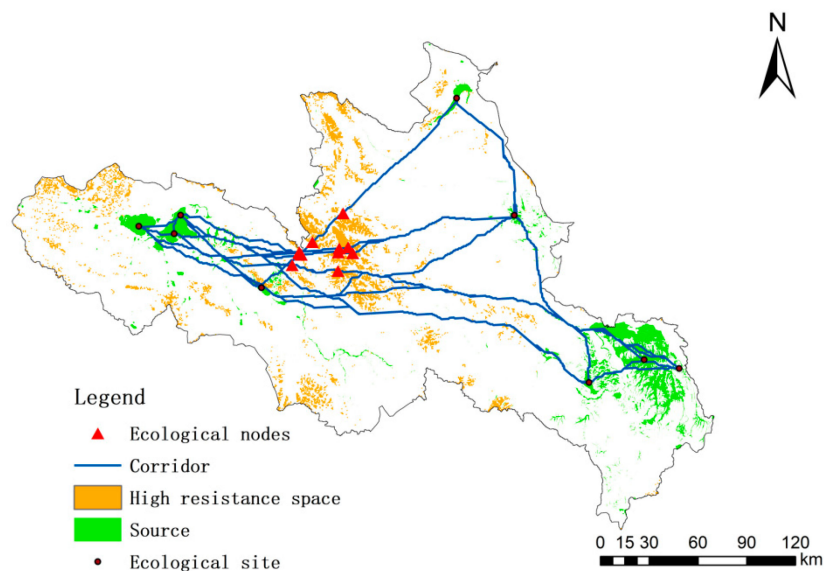 N
Legend
Ecological nodes
Corridor
High resistance space
Source
Ecological site
0 15 30 60 90 120
km